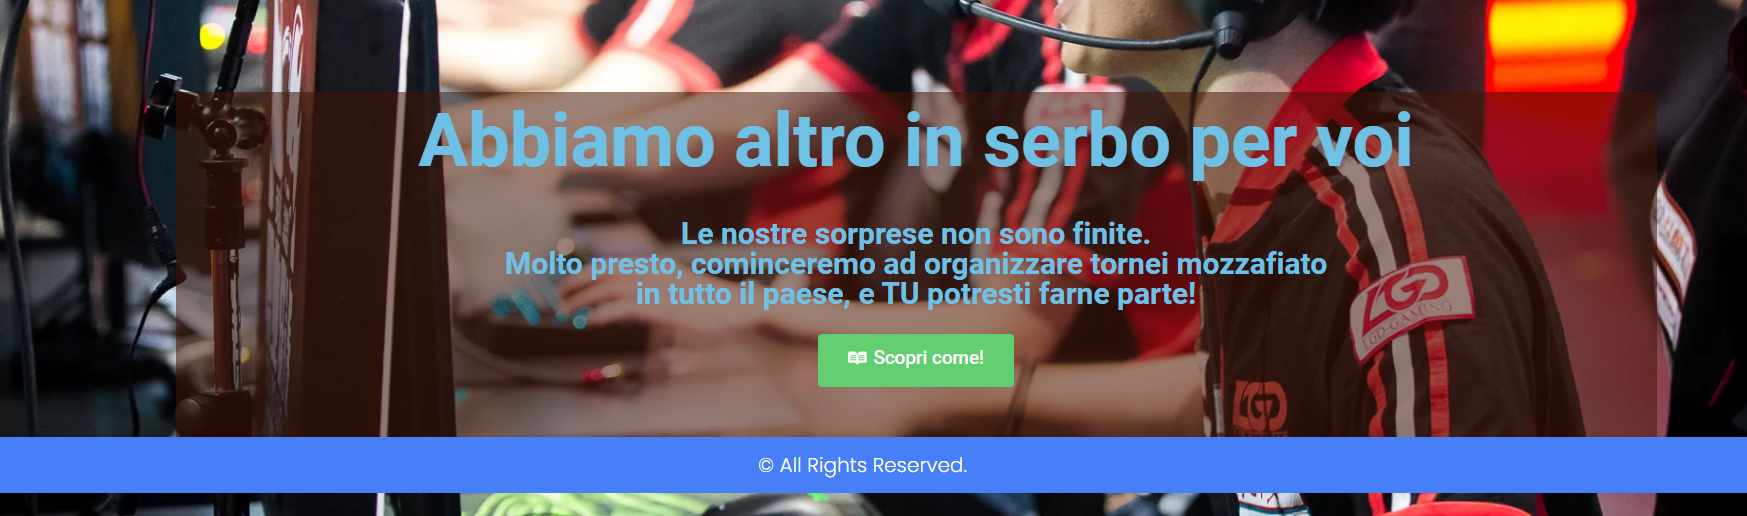 Abbiamo altro in serbo per voi
Le nostre sorprese non sono finite.
Molto presto, cominceremo ad organizzare tornei mozzafiato
in tutto il paese, e TU potresti farne parte!
LGD
LGD-GAMING
Scopri come!
LGD
© All Rights Reserved.